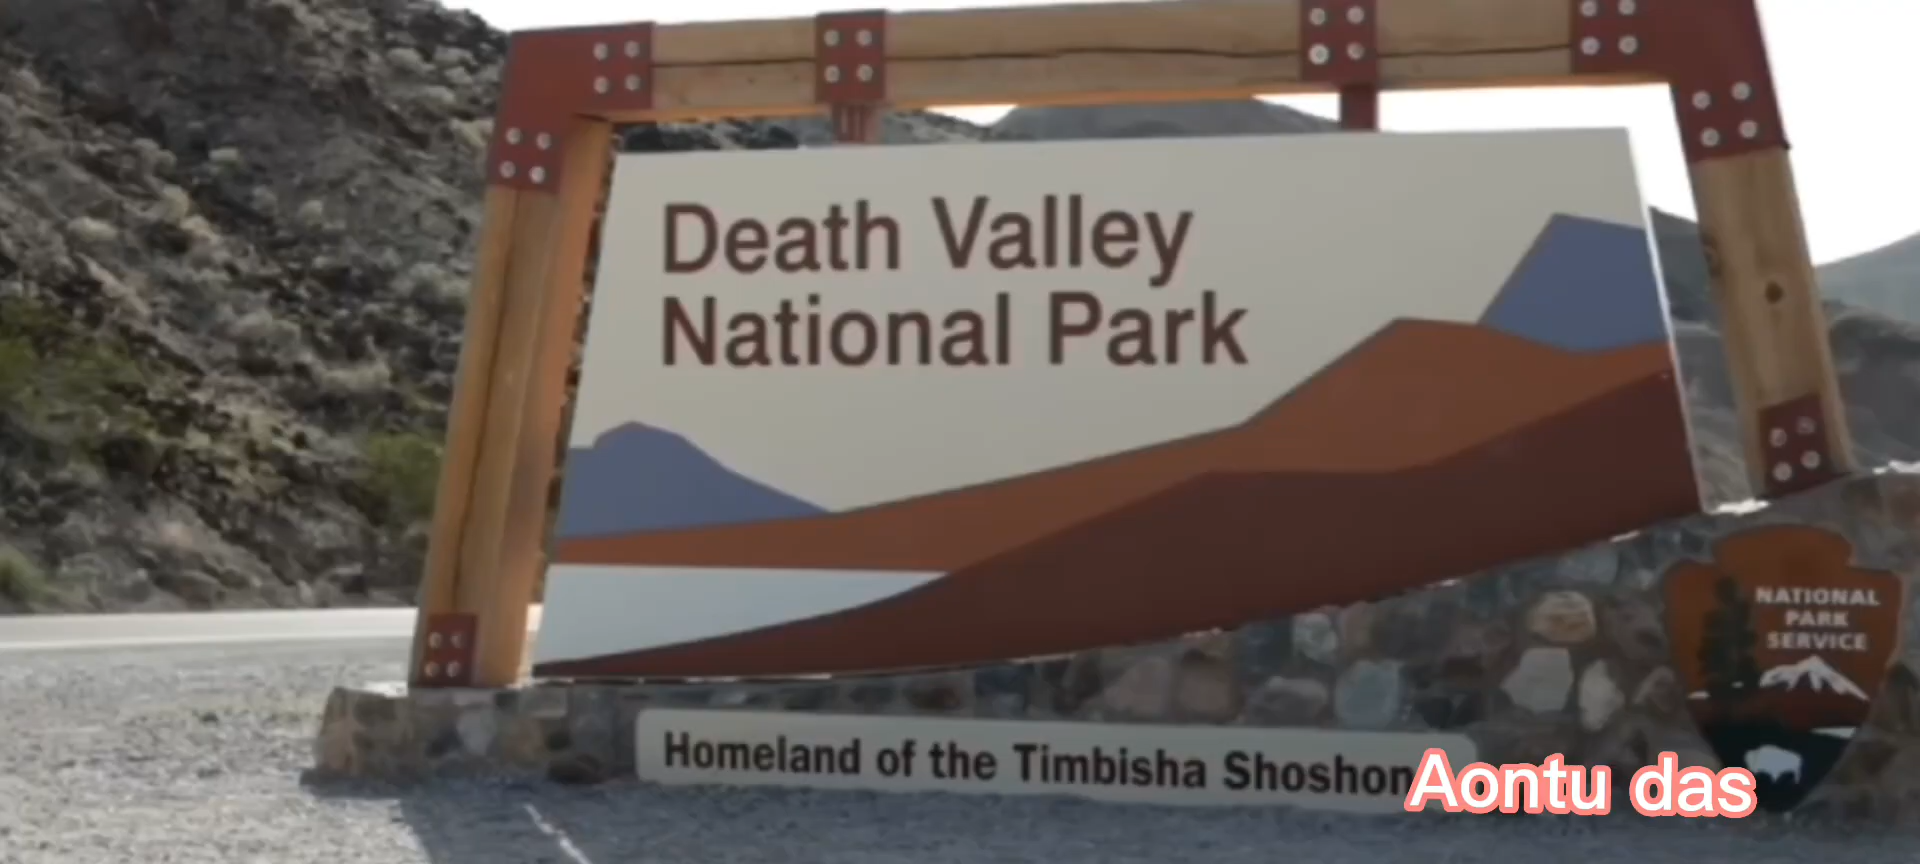 Death Valley
National Park
NATIONAL
PARK
SERVICE
Homeland of the Timbisha Shoshon
Aontu das